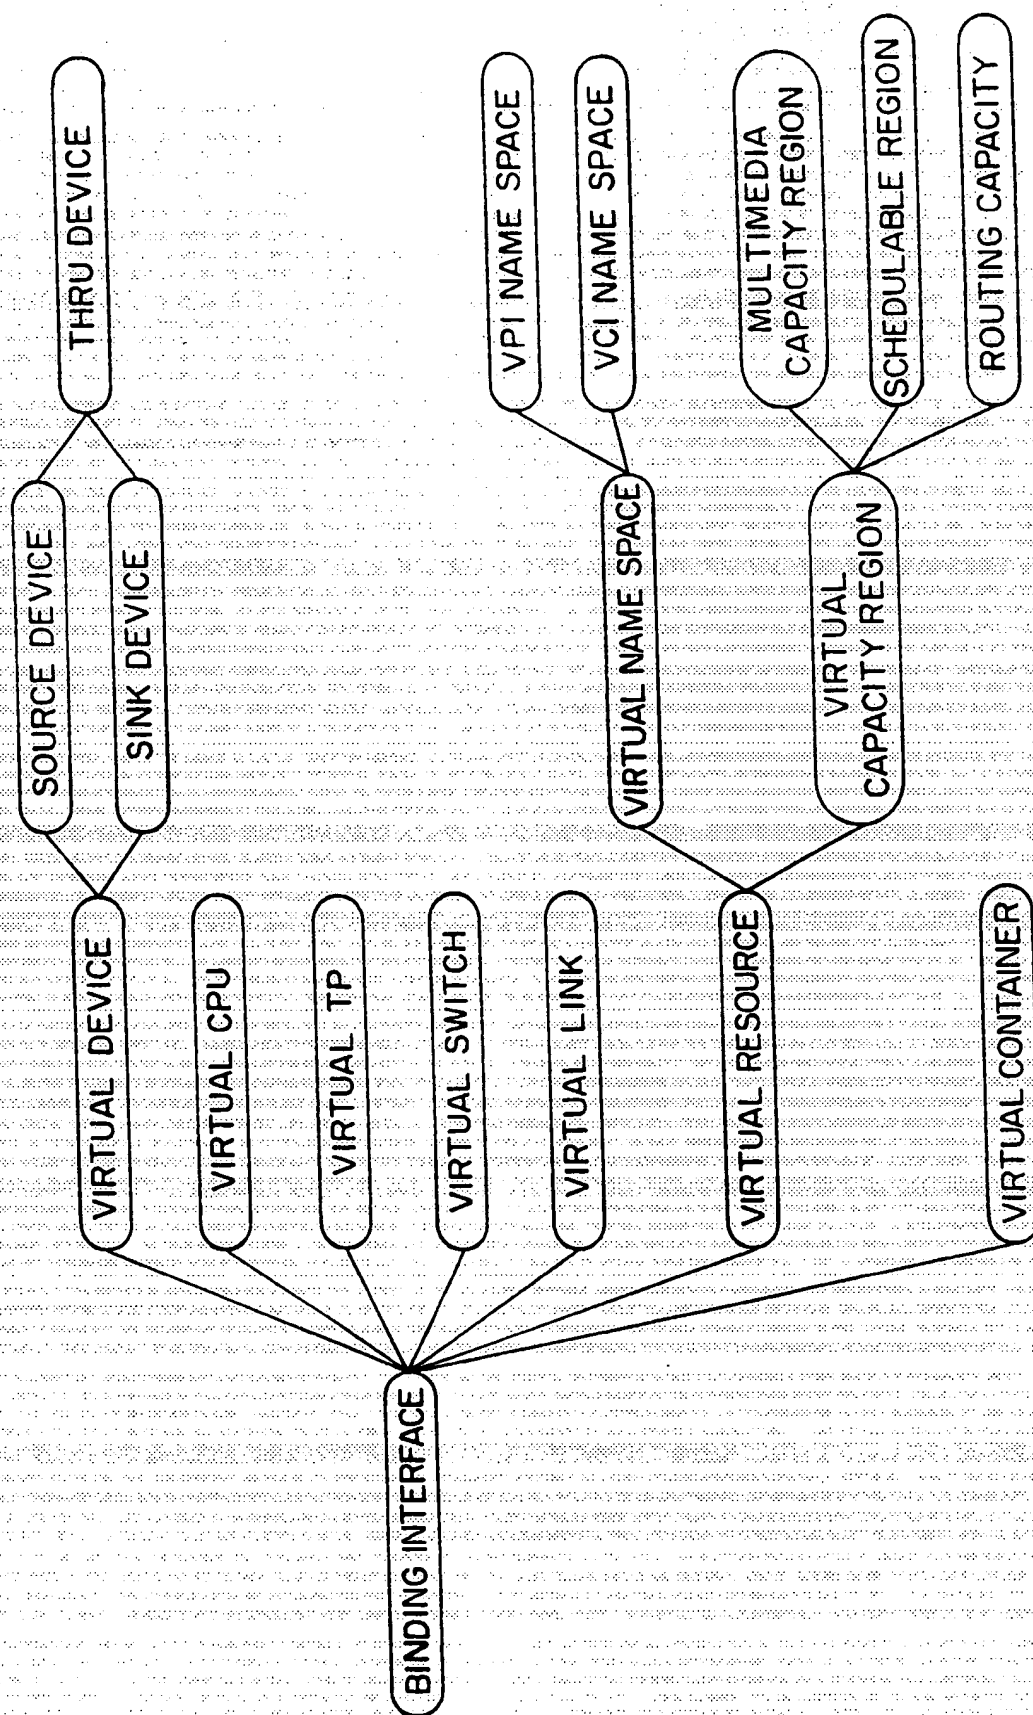 BINDING INTERFACE
VIRTUAL DEVICE
VIRTUAL CPU
VIRTUAL TP
VIRTUAL SWITCH
VIRTUAL LINK
VIRTUAL RESOURCE
VIRTUAL CONTAINER
SOURCE DEVICE
SINK DEVICE
VIRTUAL NAME SPACE
VIRTUAL
CAPACITY REGION
THRU DEVICE
VPI NAME SPACE
VCI NAME SPACE
MULTIMEDIA
CAPACITY REGION
SCHEDULABLE REGION
ROUTING CAPACITY